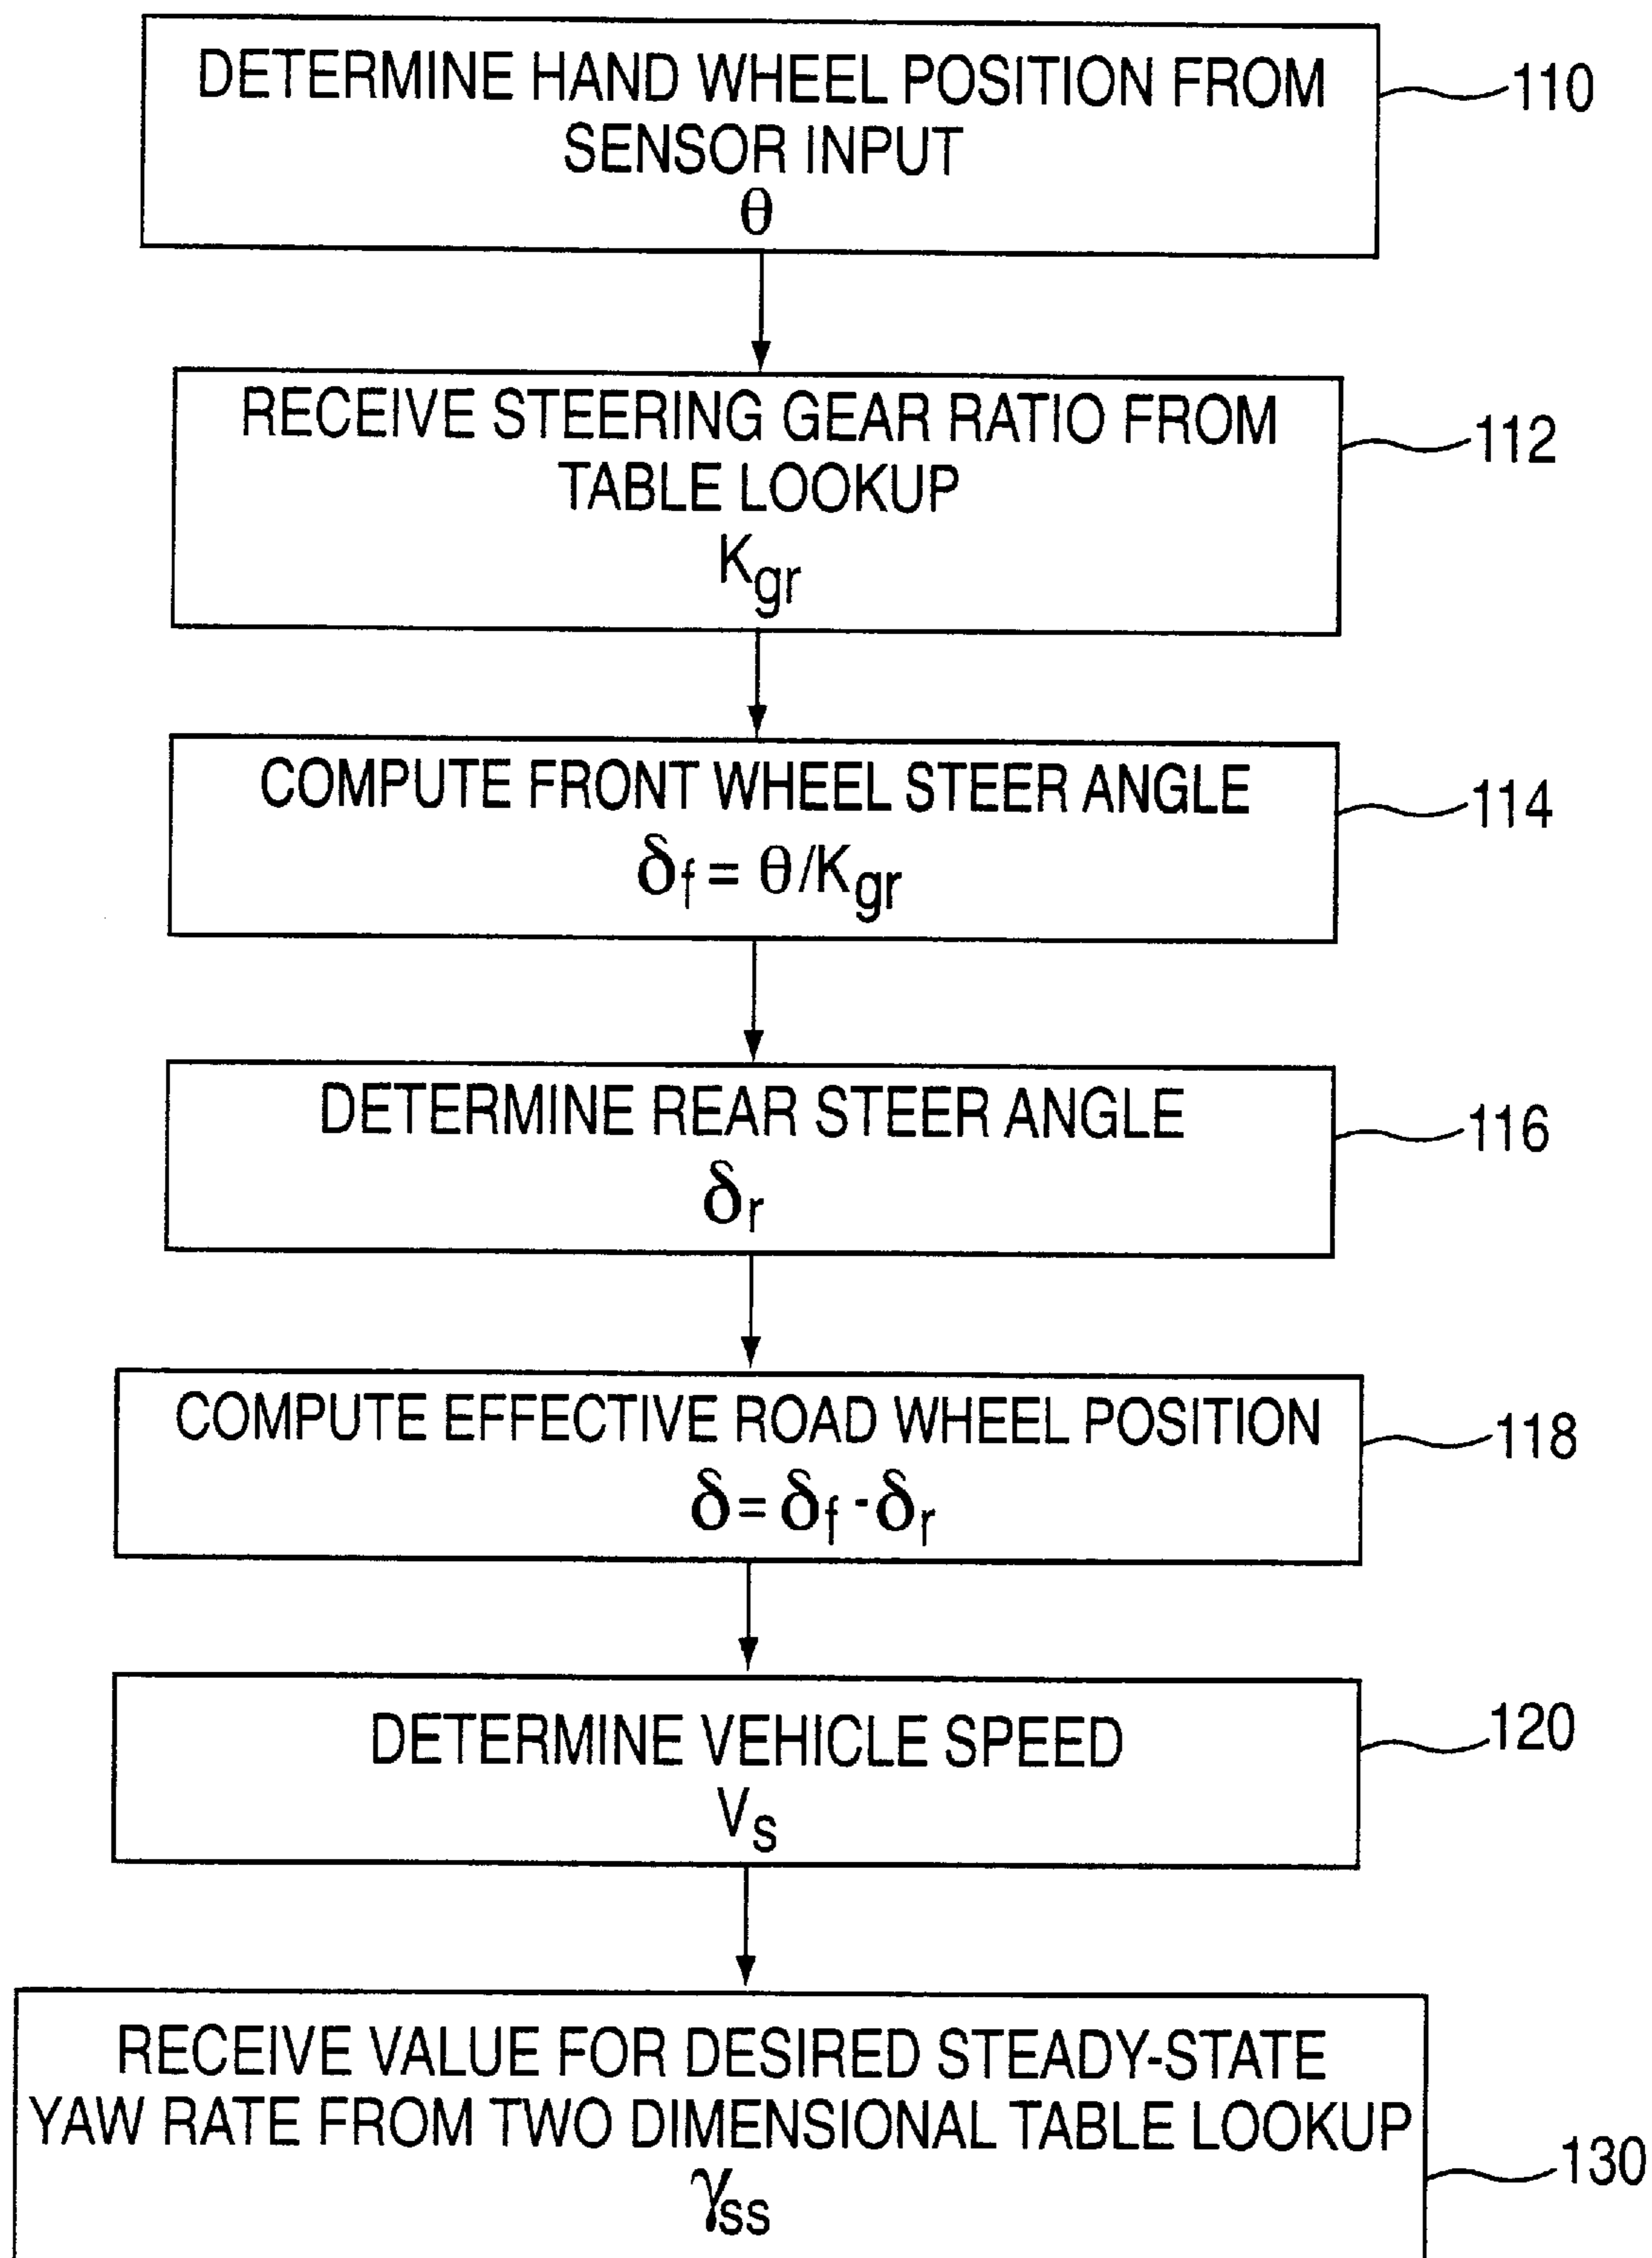 DETERMINE HAND WHEEL POSITION FROM
SENSOR INPUT
θ
110
RECEIVE STEERING GEAR RATIO FROM
TABLE LOOKUP
Kgr
112
COMPUTE FRONT WHEEL STEER ANGLE
δf = θ/Kgr
114
DETERMINE REAR STEER ANGLE
δr
116
COMPUTE EFFECTIVE ROAD WHEEL POSITION
δ = δf - δr
118
DETERMINE VEHICLE SPEED
Vs
120
RECEIVE VALUE FOR DESIRED STEADY-STATE
YAW RATE FROM TWO DIMENSIONAL TABLE LOOKUP
γss
130